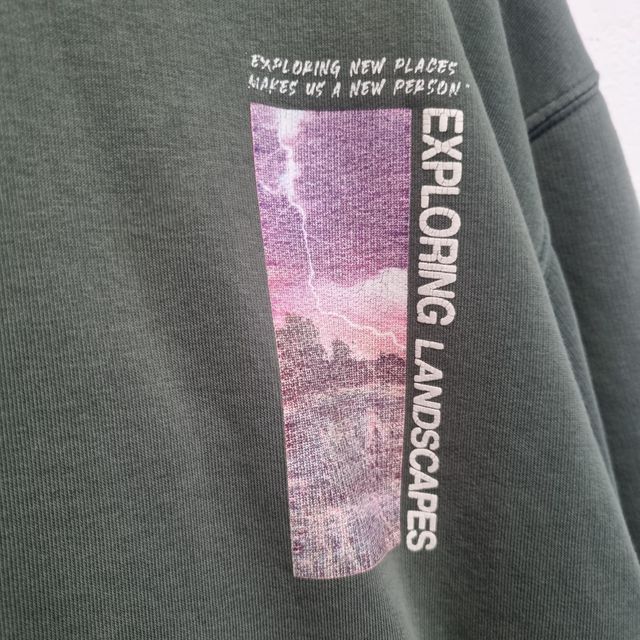 EXPLORING NEW PLACES
MAKES US A NEW PERSON
EXPLORING LANDSCAPES